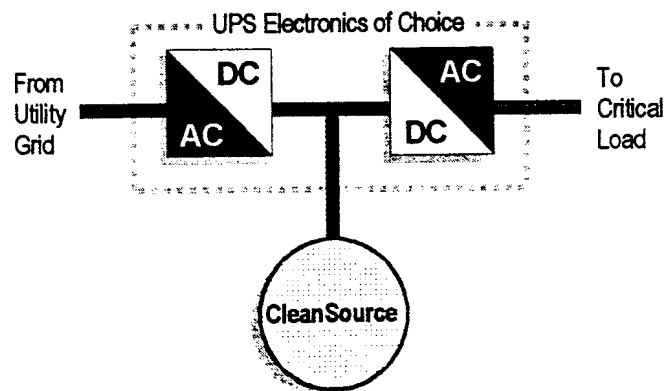 UPS Electronics of Choice
From
Utility
Grid
DC
AC
AC
DC
To
Critical
Load
CleanSource